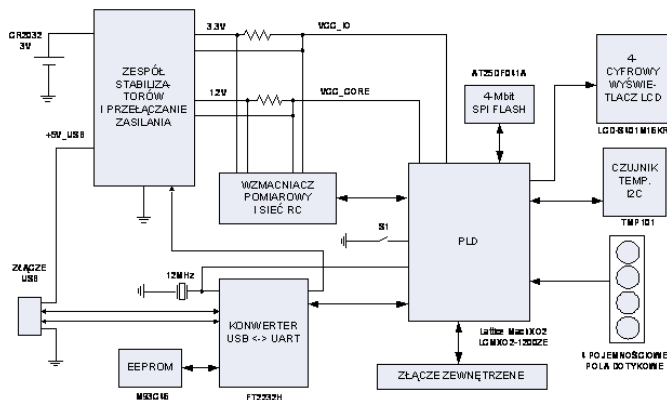 CR2032
3V
ZESPÓŁ
STABILIZA-
TORÓW
I PRZEŁĄCZANIE
ZASILANIA
3.3V
VCC_IO
1.2V
VCC_CORE
+5V_USB
WZMACNIACZ
POMIAROWY
I SIEĆ RC
AT25DF041A
4-Mbit
SPI FLASH
4-
CYFROWY
WYŚWIE-
TLACZ LCD
LCD-S401M16KR
CZUJNIK
TEMP.
I2C
TMP101
PLD
S1
ZŁĄCZE
USB
12MHz
KONWERTER
USB <-> UART
FT2232H
EEPROM
M93C46
Lattice MachXO2
LCMXO2-1200ZE
ZŁĄCZE ZEWNĘTRZENE
4 POJEMNOŚCIOWE
POLA DOTYKOWE